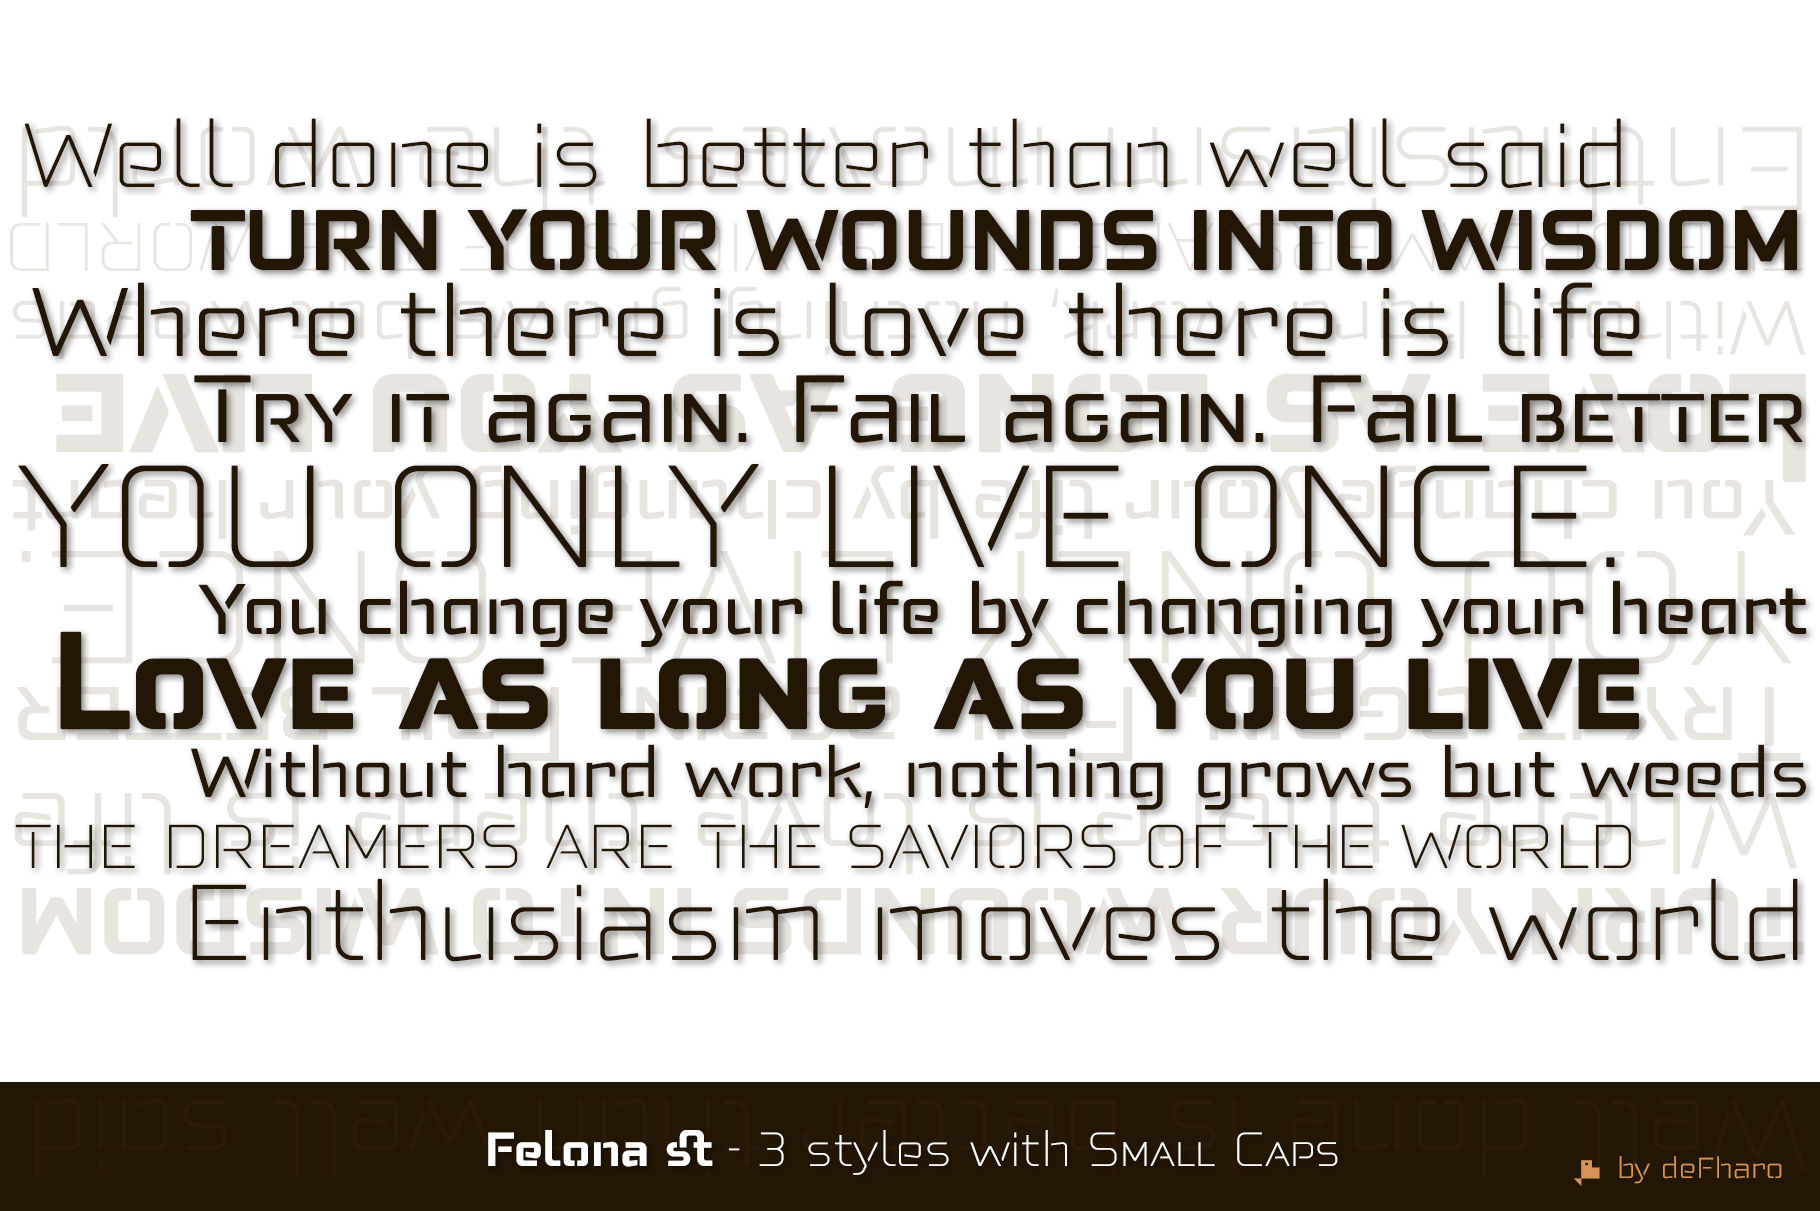 Well done is better than well said
TURN YOUR WOUNDS INTO WISDOM
Where there is love there is life
Try it again. Fail again. Fail better
YOU ONLY LIVE ONCE.
You change your life by changing your heart
Love as long as you live
Without hard work, nothing grows but weeds
THE DREAMERS ARE THE SAVIORS OF THE WORLD
Enthusiasm moves the world
Felona st - 3 styles with Small Caps
by deFharo